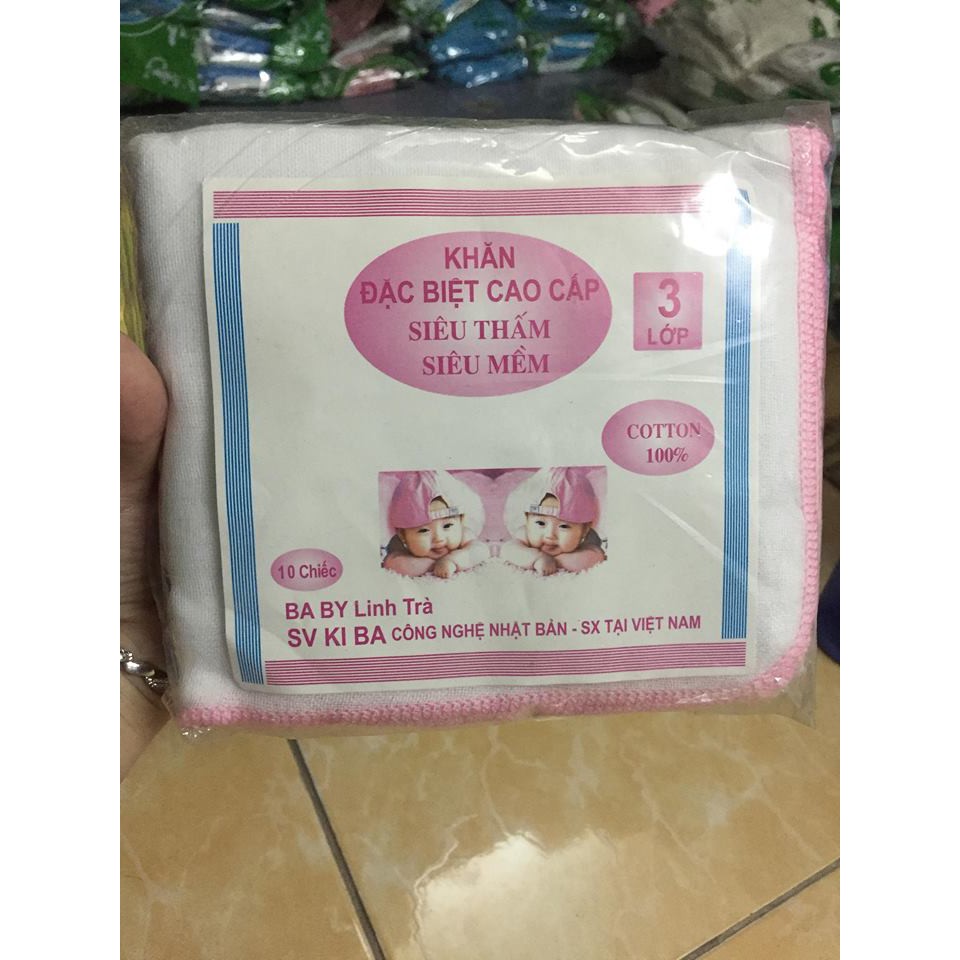 KHĂN
ĐẶC BIỆT CAO CẤP
SIÊU THẤM
SIÊU MỀM
3
LỚP
COTTON
100%
10 Chiếc
BA BY Linh Trà
SV KI BA CÔNG NGHỆ NHẬT BẢN - SX TẠI VIỆT NAM